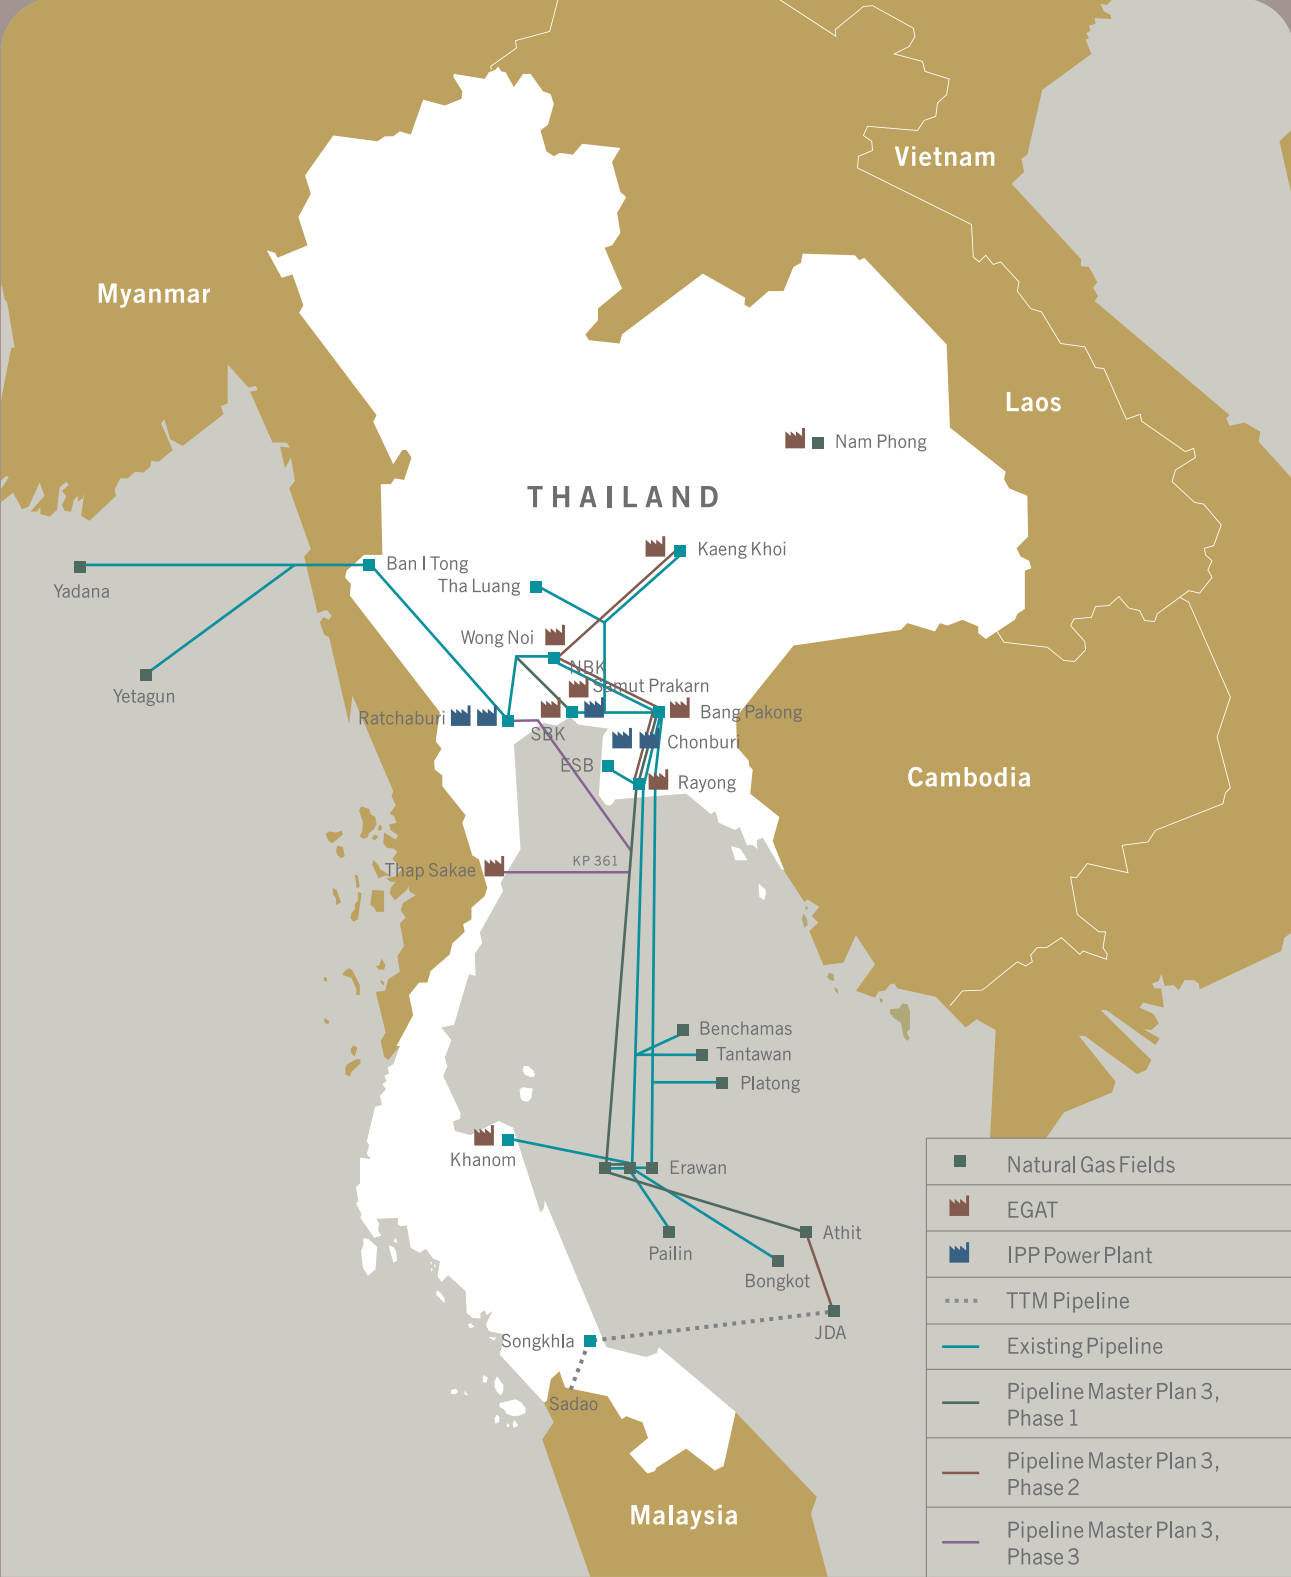 Vietnam
Myanmar
Laos
Nam Phong
THAILAND
Kaeng Khoi
Ban I Tong
Tha Luang
Yadana
Wong Noi
NBK
Yetagun
Samut Prakarn
Ratchaburi
Bang Pakong
SBK
Chonburi
ESB
Rayong
Cambodia
KP 361
Thap Sakae
Benchamas
Tantawan
Platong
Khanom
Erawan
Athit
Pailin
Bongkot
JDA
Songkhla
Sadao
Malaysia
Natural Gas Fields
EGAT
IPP Power Plant
TTM Pipeline
Existing Pipeline
Pipeline Master Plan 3,
Phase 1
Pipeline Master Plan 3,
Phase 2
Pipeline Master Plan 3,
Phase 3